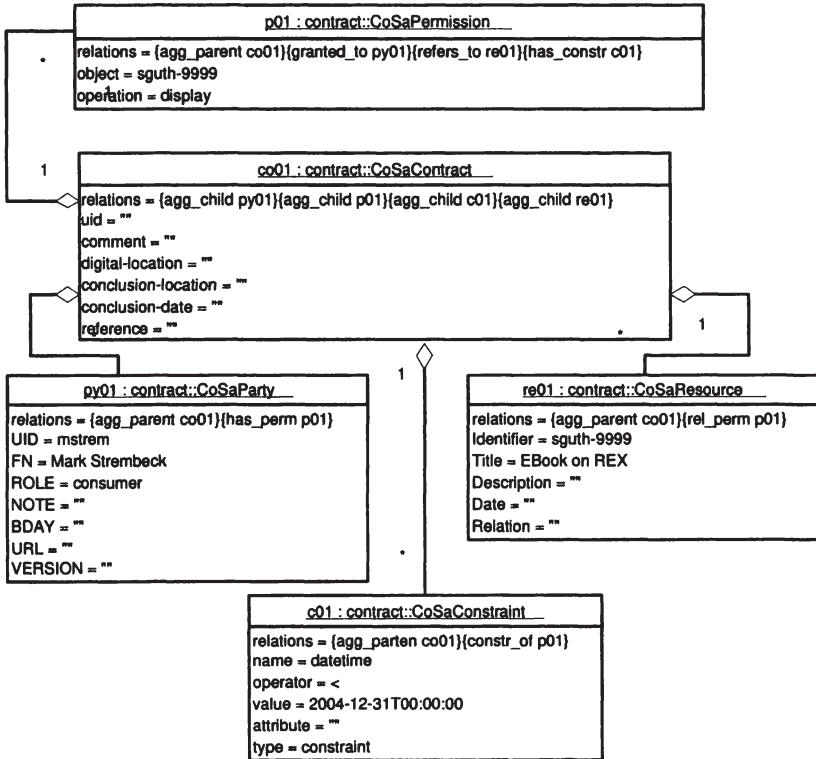 p01 : contract::CoSaPermission
relations = {agg_parent co01}{granted_to py01}{refers_to re01}{has_constr c01}
object = sguth-9999
operation = display
*
1
1
co01 : contract::CoSaContract
relations = {agg_child py01}{agg_child p01}{agg_child c01}{agg_child re01}
uid = ""
comment = ""
digital-location = ""
conclusion-location = ""
conclusion-date = ""
reference = ""
*
*
1
1
py01 : contract::CoSaParty
relations = {agg_parent co01}{has_perm p01}
UID = mstrem
FN = Mark Strembeck
ROLE = consumer
NOTE = ""
BDAY = ""
URL = ""
VERSION = ""
re01 : contract::CoSaResource
relations = {agg_parent co01}{rel_perm p01}
Identifier = sguth-9999
Title = EBook on REX
Description = ""
Date = ""
Relation = ""
*
c01 : contract::CoSaConstraint
relations = {agg_parten co01}{constr_of p01}
name = datetime
operator = <
value = 2004-12-31T00:00:00
attribute = ""
type = constraint